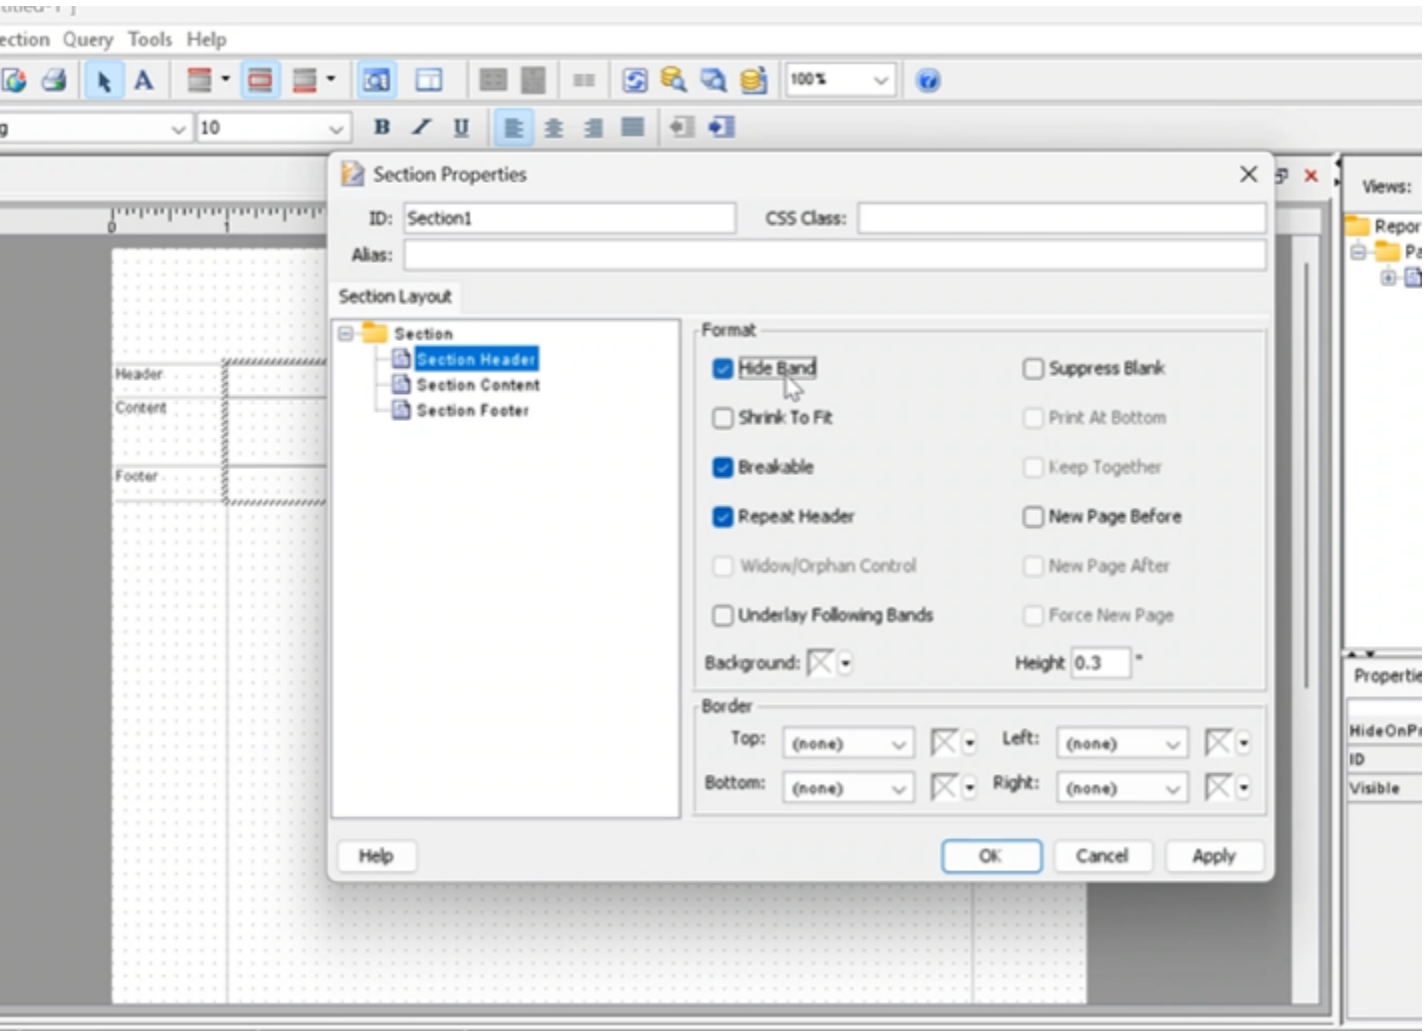 Query Tools Help
100%
10
B I U
Section Properties
Views:
ID: Section1 CSS Class:
Alias:
0 1
Section Layout
Section
Section Header
Section Content
Section Footer
Format
Hide Band Suppress Blank
Shrink To Fit Print At Bottom
Breakable Keep Together
Repeat Header New Page Before
Widow/Orphan Control New Page After
Underlay Following Bands Force New Page
Background: Height 0.3 "
Border
Top: (none) Left: (none)
Bottom: (none) Right: (none)
Help OK Cancel Apply
Header
Content
Footer
Repor
Pa
Propertie
HideOnPr
ID
Visible